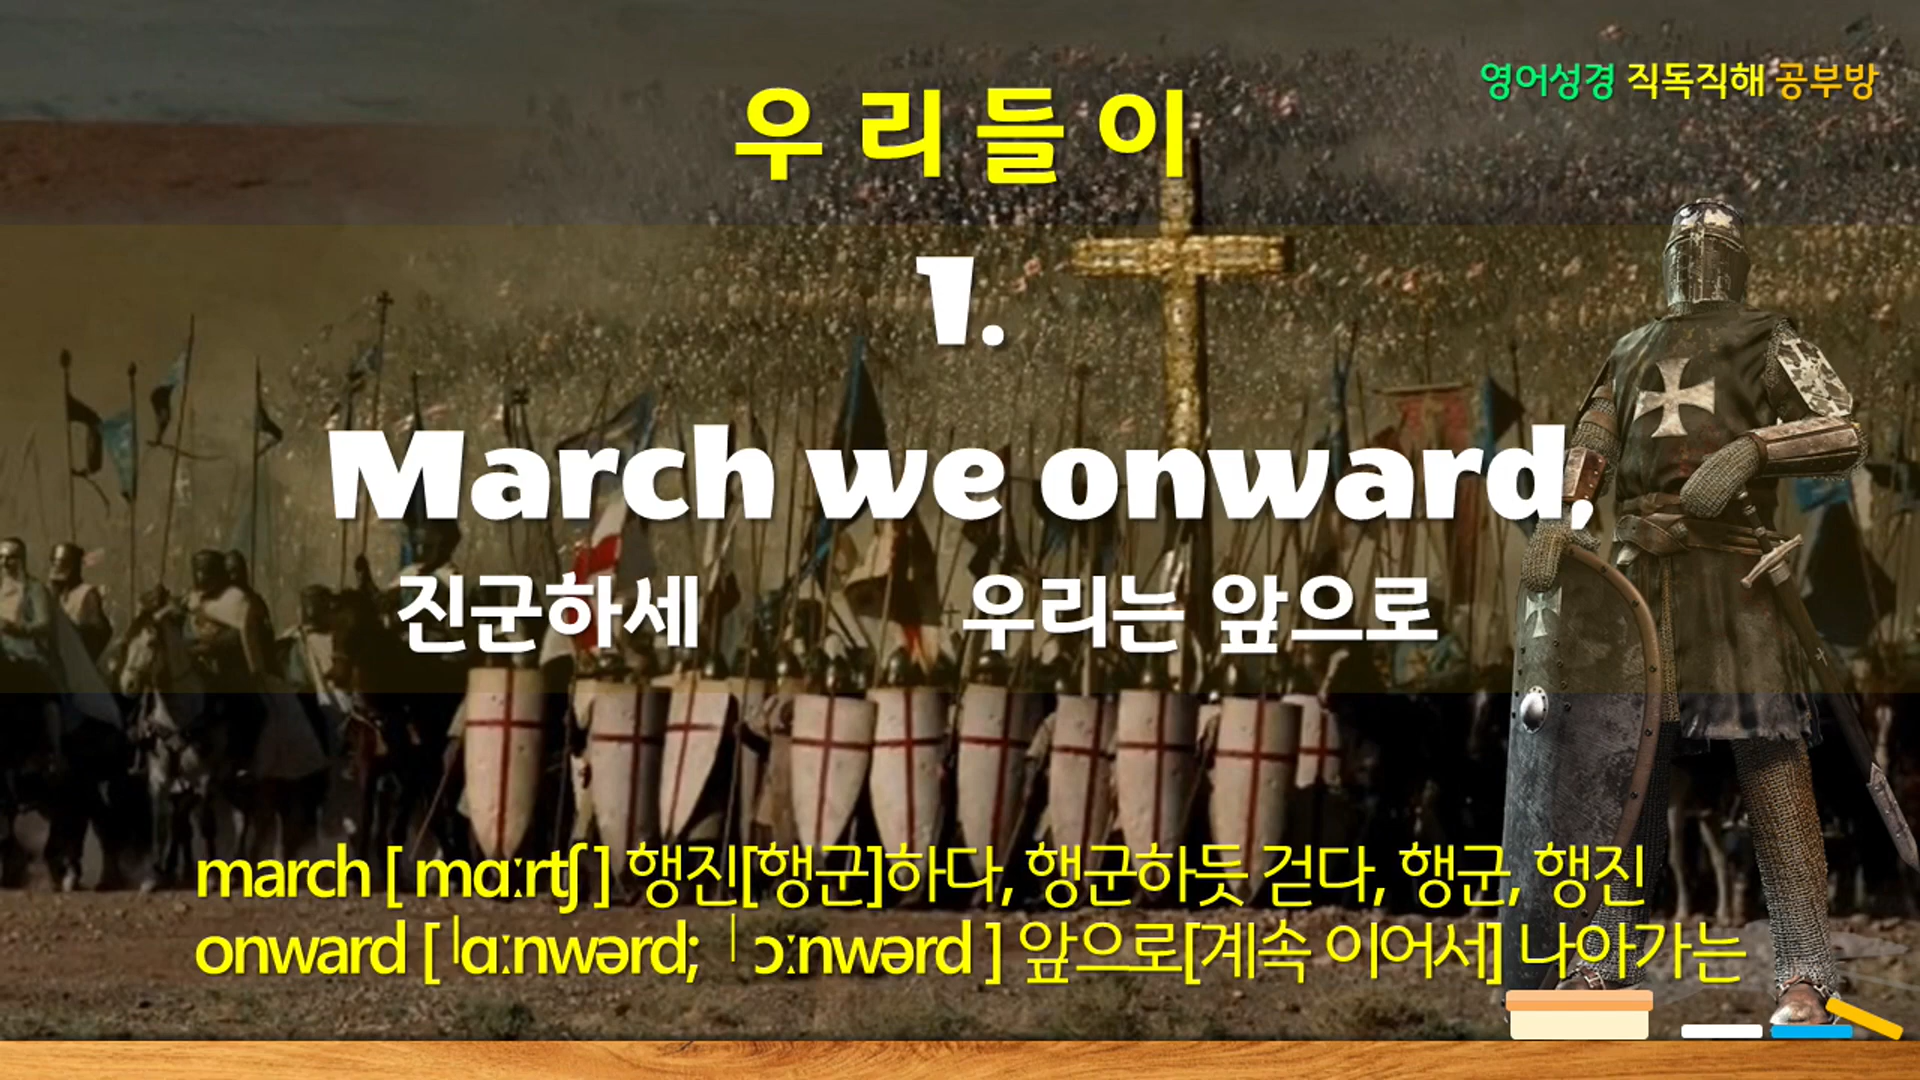 영어성경 직독직해 공부방
우리들이
1.
March we onward,
진군하세 우리는 앞으로
march [ mɑːrtʃ ] 행진[행군]하다, 행군하듯 걷다, 행군, 행진
onward [ ˈɑːnwərd; ˈɔːnwərd ] 앞으로[계속 이어서] 나아가는